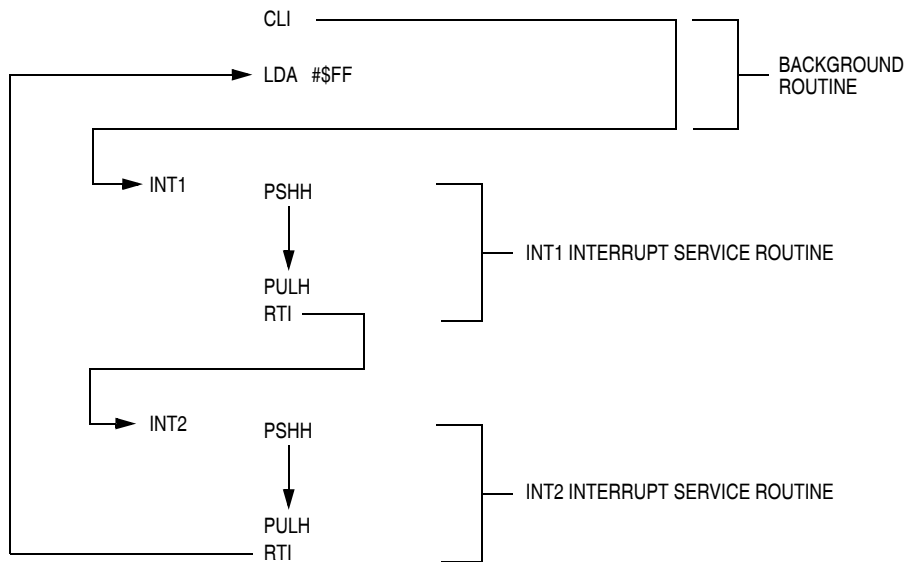 CLI
LDA #$FF
BACKGROUND
ROUTINE
INT1
PSHH
INT1 INTERRUPT SERVICE ROUTINE
PULH
RTI
INT2
PSHH
INT2 INTERRUPT SERVICE ROUTINE
PULH
RTI